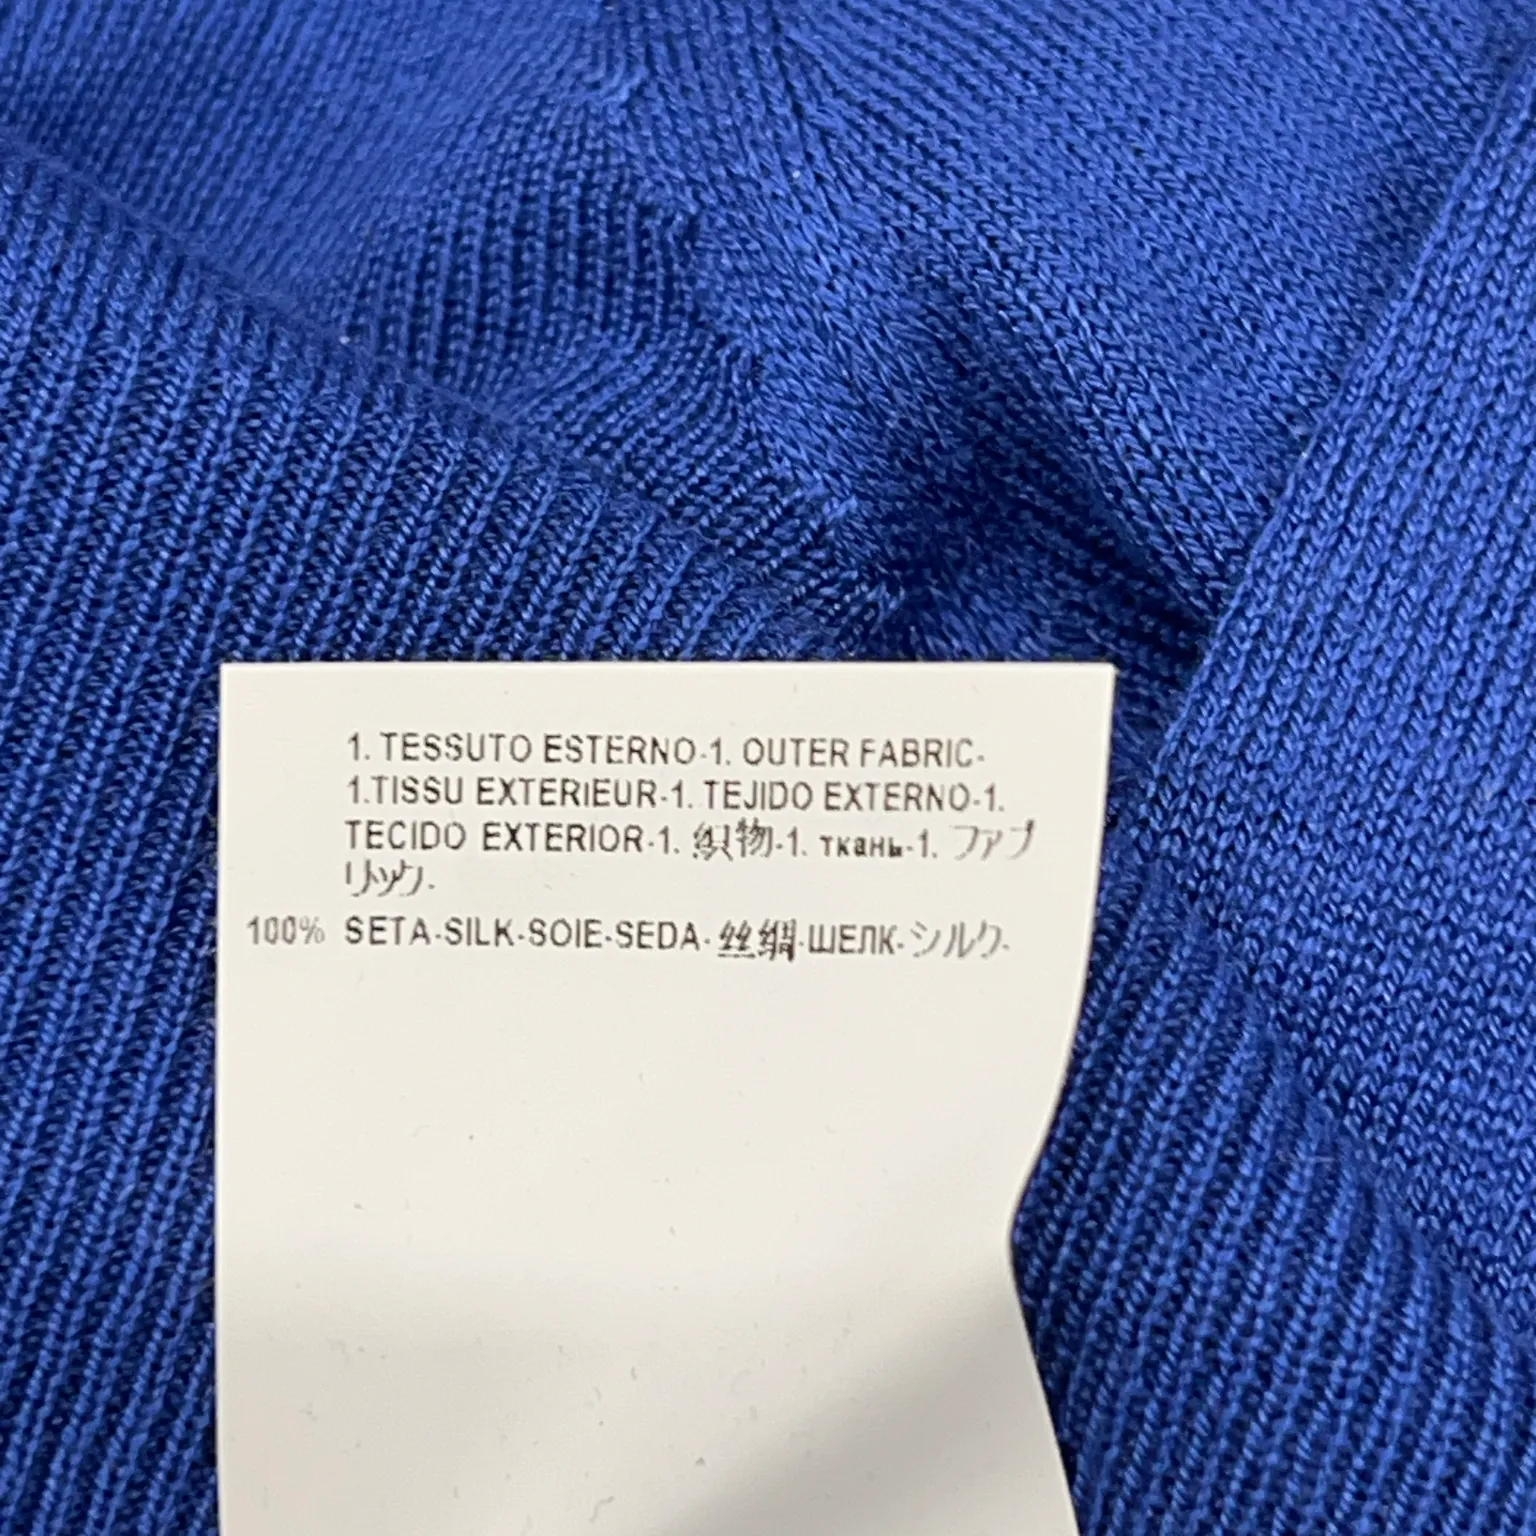 1. TESSUTO ESTERNO-1. OUTER FABRIC-
1.TISSU EXTERIEUR-1. TEJIDO EXTERNO-1.
TECIDO EXTERIOR-1. 织物-1. ткань-1. ファブ
リック.
100% SETA-SILK-SOIE-SEDA-丝绸-ШЕЛК-シルク.